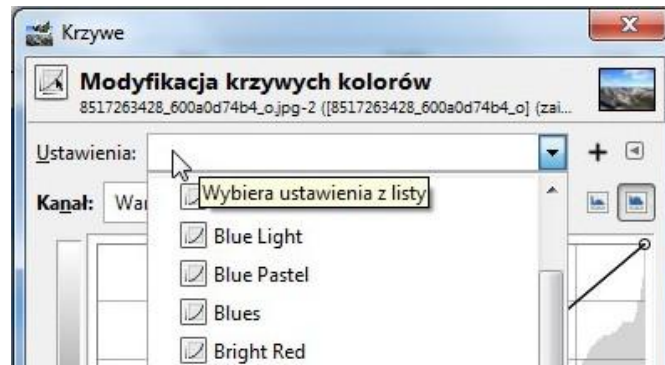 Krzywe
Modyfikacja krzywych kolorów
8517263428_600a0d74b4_o.jpg-2 ([8517263428_600a0d74b4_o] (zai...
Ustawienia:
Wybiera ustawienia z listy
Kanał:
Blue Light
Blue Pastel
Blues
Bright Red